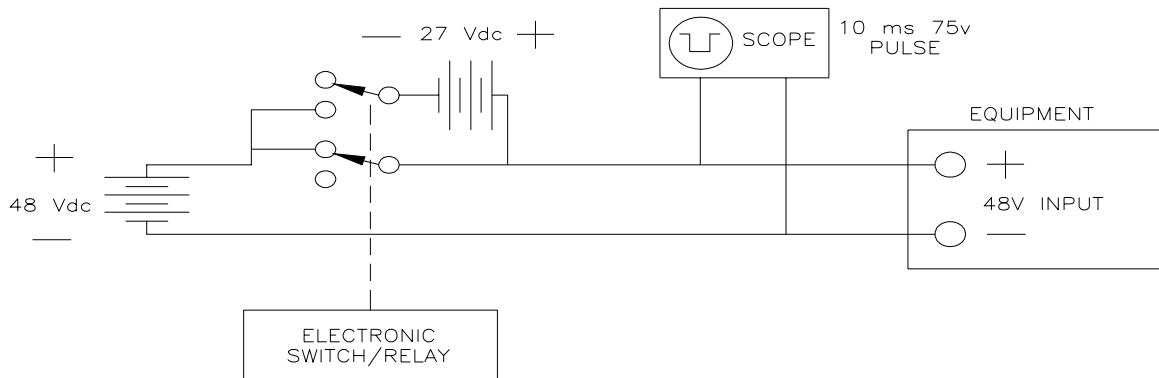 — 27 Vdc +
SCOPE
10 ms 75v
PULSE
EQUIPMENT
+
48 Vdc
—
+
48V INPUT
—
ELECTRONIC
SWITCH/RELAY